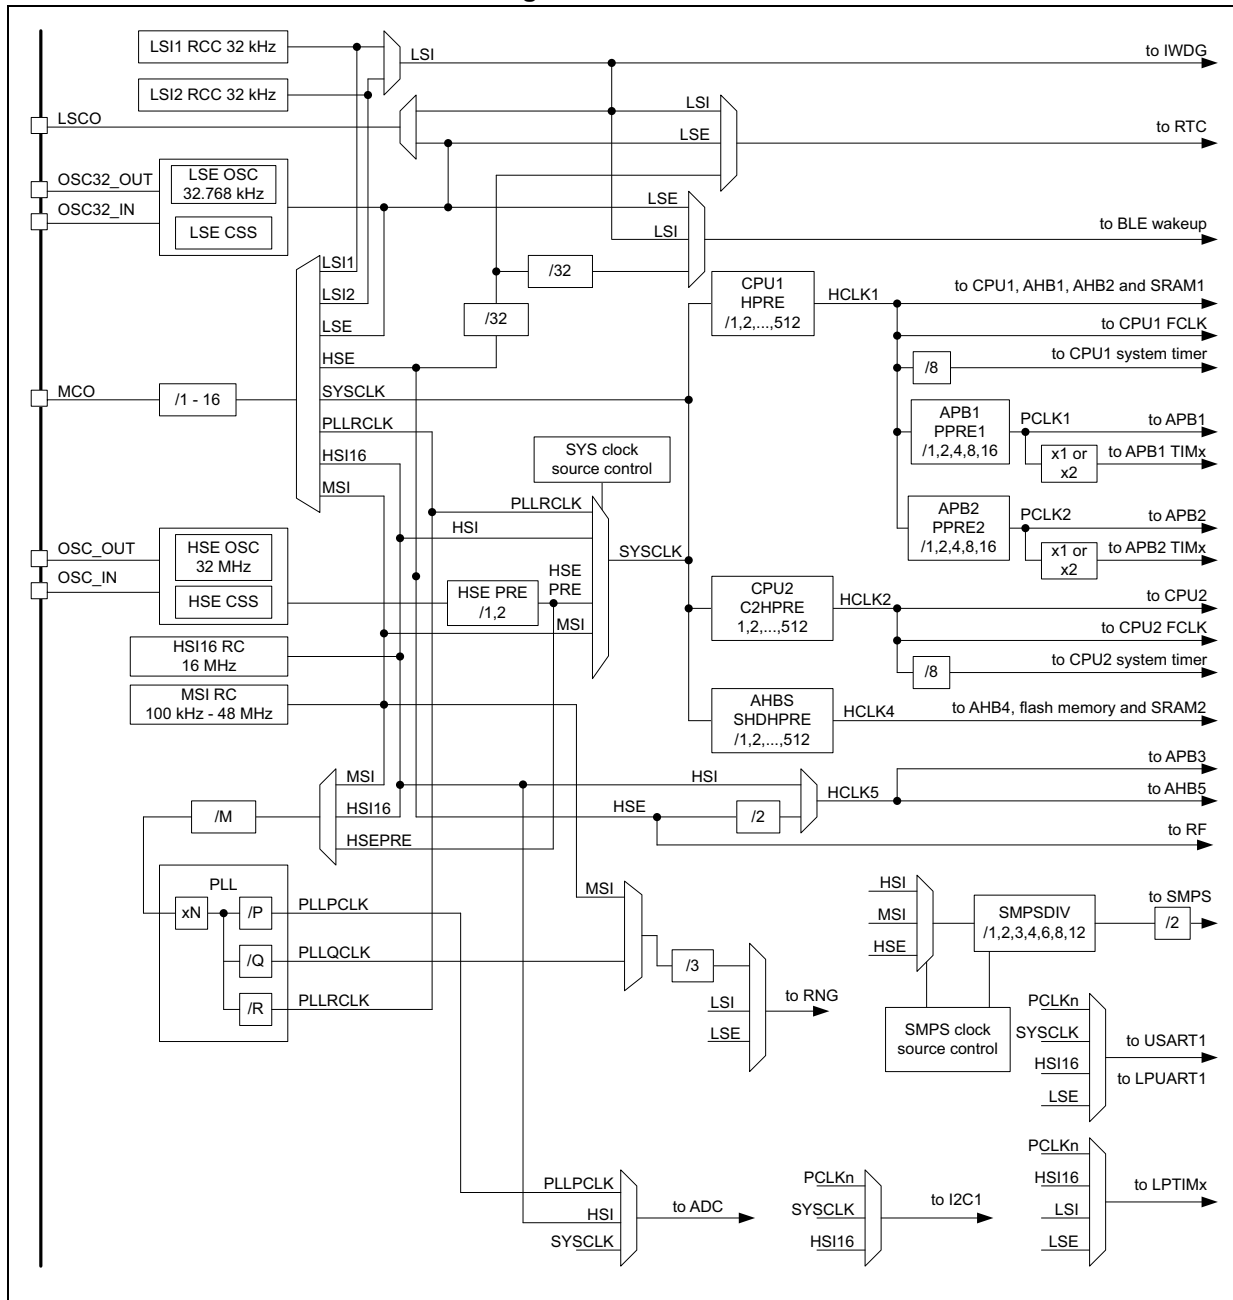 LSI1 RCC 32 kHz
LSI
to IWDG
LSI2 RCC 32 kHz
LSCO
LSI
LSE
to RTC
OSC32_OUT
OSC32_IN
LSE OSC
32.768 kHz
LSE CSS
LSE
LSI
to BLE wakeup
/32
/32
LSI1
LSI2
LSE
HSE
SYSCLK
PLLRCLK
HSI16
MSI
MCO
/1 - 16
CPU1
HPRE
/1,2,...,512
HCLK1
to CPU1, AHB1, AHB2 and SRAM1
to CPU1 FCLK
/8
to CPU1 system timer
APB1
PPRE1
/1,2,4,8,16
PCLK1
to APB1
x1 or
x2
to APB1 TIMx
APB2
PPRE2
/1,2,4,8,16
PCLK2
to APB2
x1 or
x2
to APB2 TIMx
SYS clock
source control
PLLRCLK
HSI
HSE
PRE
MSI
SYSCLK
OSC_OUT
OSC_IN
HSE OSC
32 MHz
HSE CSS
HSE PRE
/1,2
HSI16 RC
16 MHz
MSI RC
100 kHz - 48 MHz
CPU2
C2HPRE
1,2,...,512
HCLK2
to CPU2
to CPU2 FCLK
/8
to CPU2 system timer
AHBS
SHDHPRE
/1,2,...,512
HCLK4
to AHB4, flash memory and SRAM2
MSI
HSI16
HSEPRE
/M
HSI
HSE
/2
HCLK5
to APB3
to AHB5
to RF
PLL
xN
/P
/Q
/R
PLLPCLK
PLLQCLK
PLLRCLK
MSI
/3
LSI
LSE
to RNG
HSI
MSI
HSE
SMPSDIV
/1,2,3,4,6,8,12
/2
to SMPS
SMPS clock
source control
PCLKn
SYSCLK
HSI16
LSE
to USART1
to LPUART1
PLLPCLK
HSI
SYSCLK
to ADC
PCLKn
SYSCLK
HSI16
to I2C1
PCLKn
HSI16
LSI
LSE
to LPTIMx